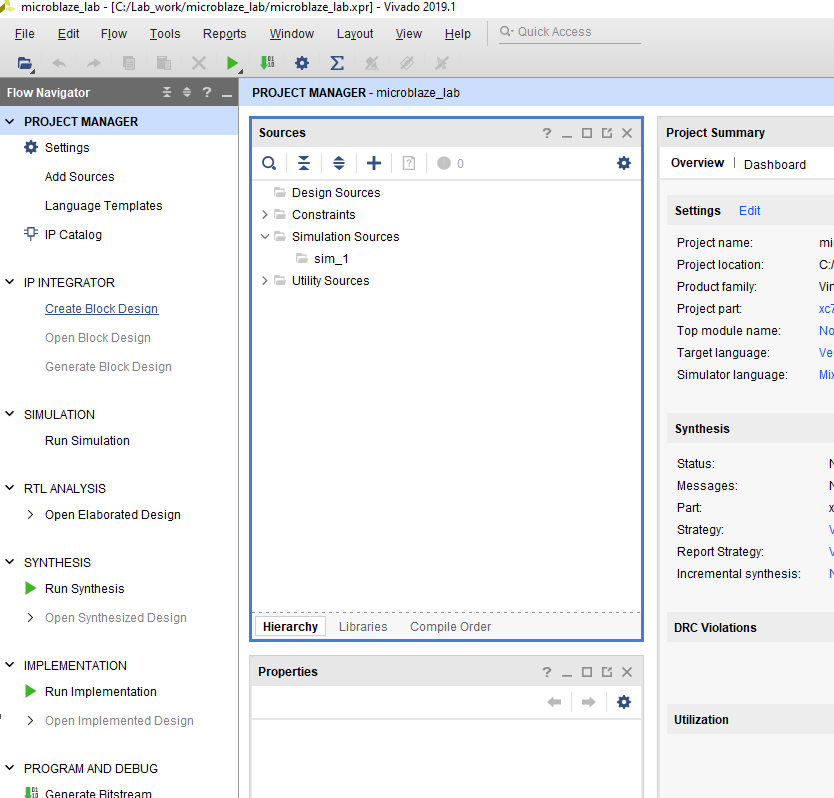 microblaze_lab - [C:/Lab_work/microblaze_lab/microblaze_lab.xpr] - Vivado 2019.1
File Edit Flow Tools Reports Window Layout View Help Quick Access
Flow Navigator
PROJECT MANAGER
Settings
Add Sources
Language Templates
IP Catalog
IP INTEGRATOR
Create Block Design
Open Block Design
Generate Block Design
SIMULATION
Run Simulation
RTL ANALYSIS
Open Elaborated Design
SYNTHESIS
Run Synthesis
Open Synthesized Design
IMPLEMENTATION
Run Implementation
Open Implemented Design
PROGRAM AND DEBUG
Generate Bitstream
PROJECT MANAGER - microblaze_lab
Sources
0
Design Sources
Constraints
Simulation Sources
sim_1
Utility Sources
Hierarchy Libraries Compile Order
Properties
Project Summary
Overview | Dashboard
Settings Edit
Project name:
Project location: C:/
Product family:
Project part:
Top module name:
Target language:
Simulator language:
Synthesis
Status:
Messages:
Part:
Strategy:
Report Strategy:
Incremental synthesis:
DRC Violations
Utilization